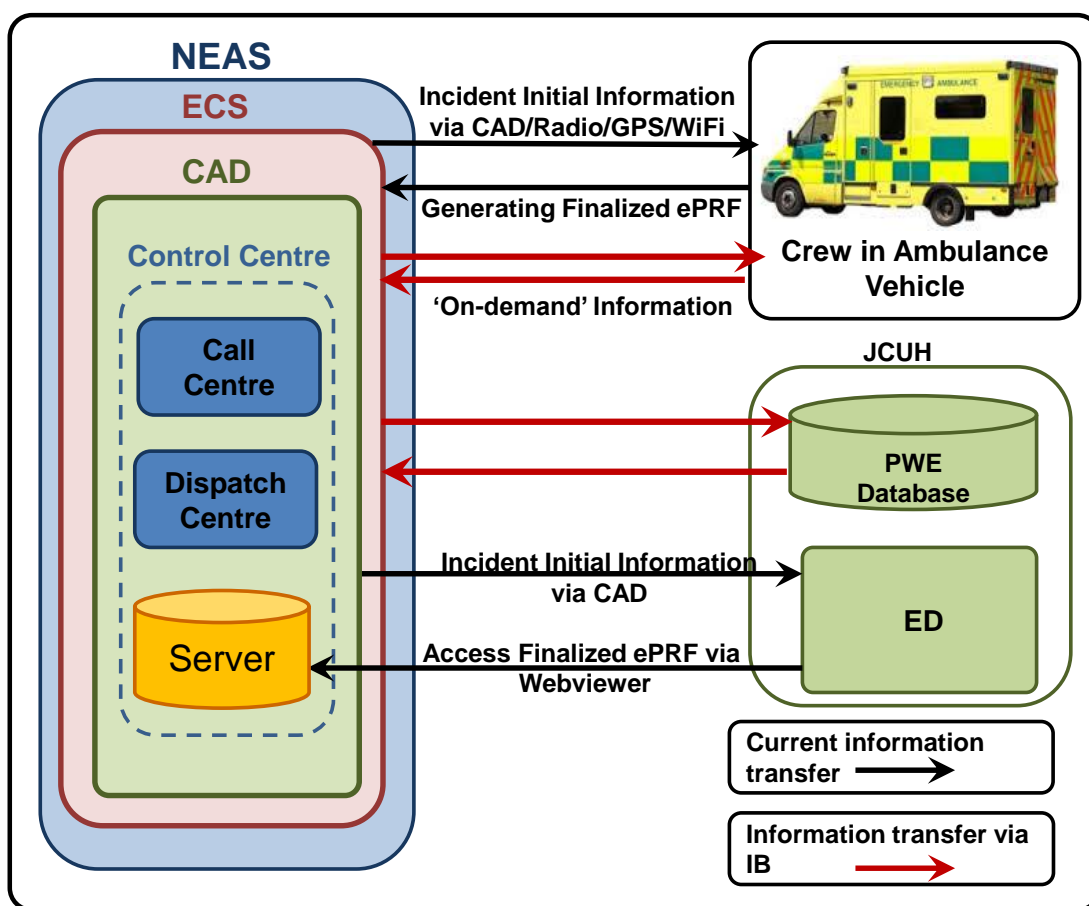 NEAS
ECS
CAD
Control Centre
Call
Centre
Dispatch
Centre
Server
Incident Initial Information
via CAD/Radio/GPS/WiFi
Generating Finalized ePRF
‘On-demand’ Information
EMERGENCY AMBULANCE
Crew in Ambulance
Vehicle
JCUH
PWE
Database
Incident Initial Information
via CAD
ED
Access Finalized ePRF via
Webviewer
Current information
transfer
Information transfer via
IB